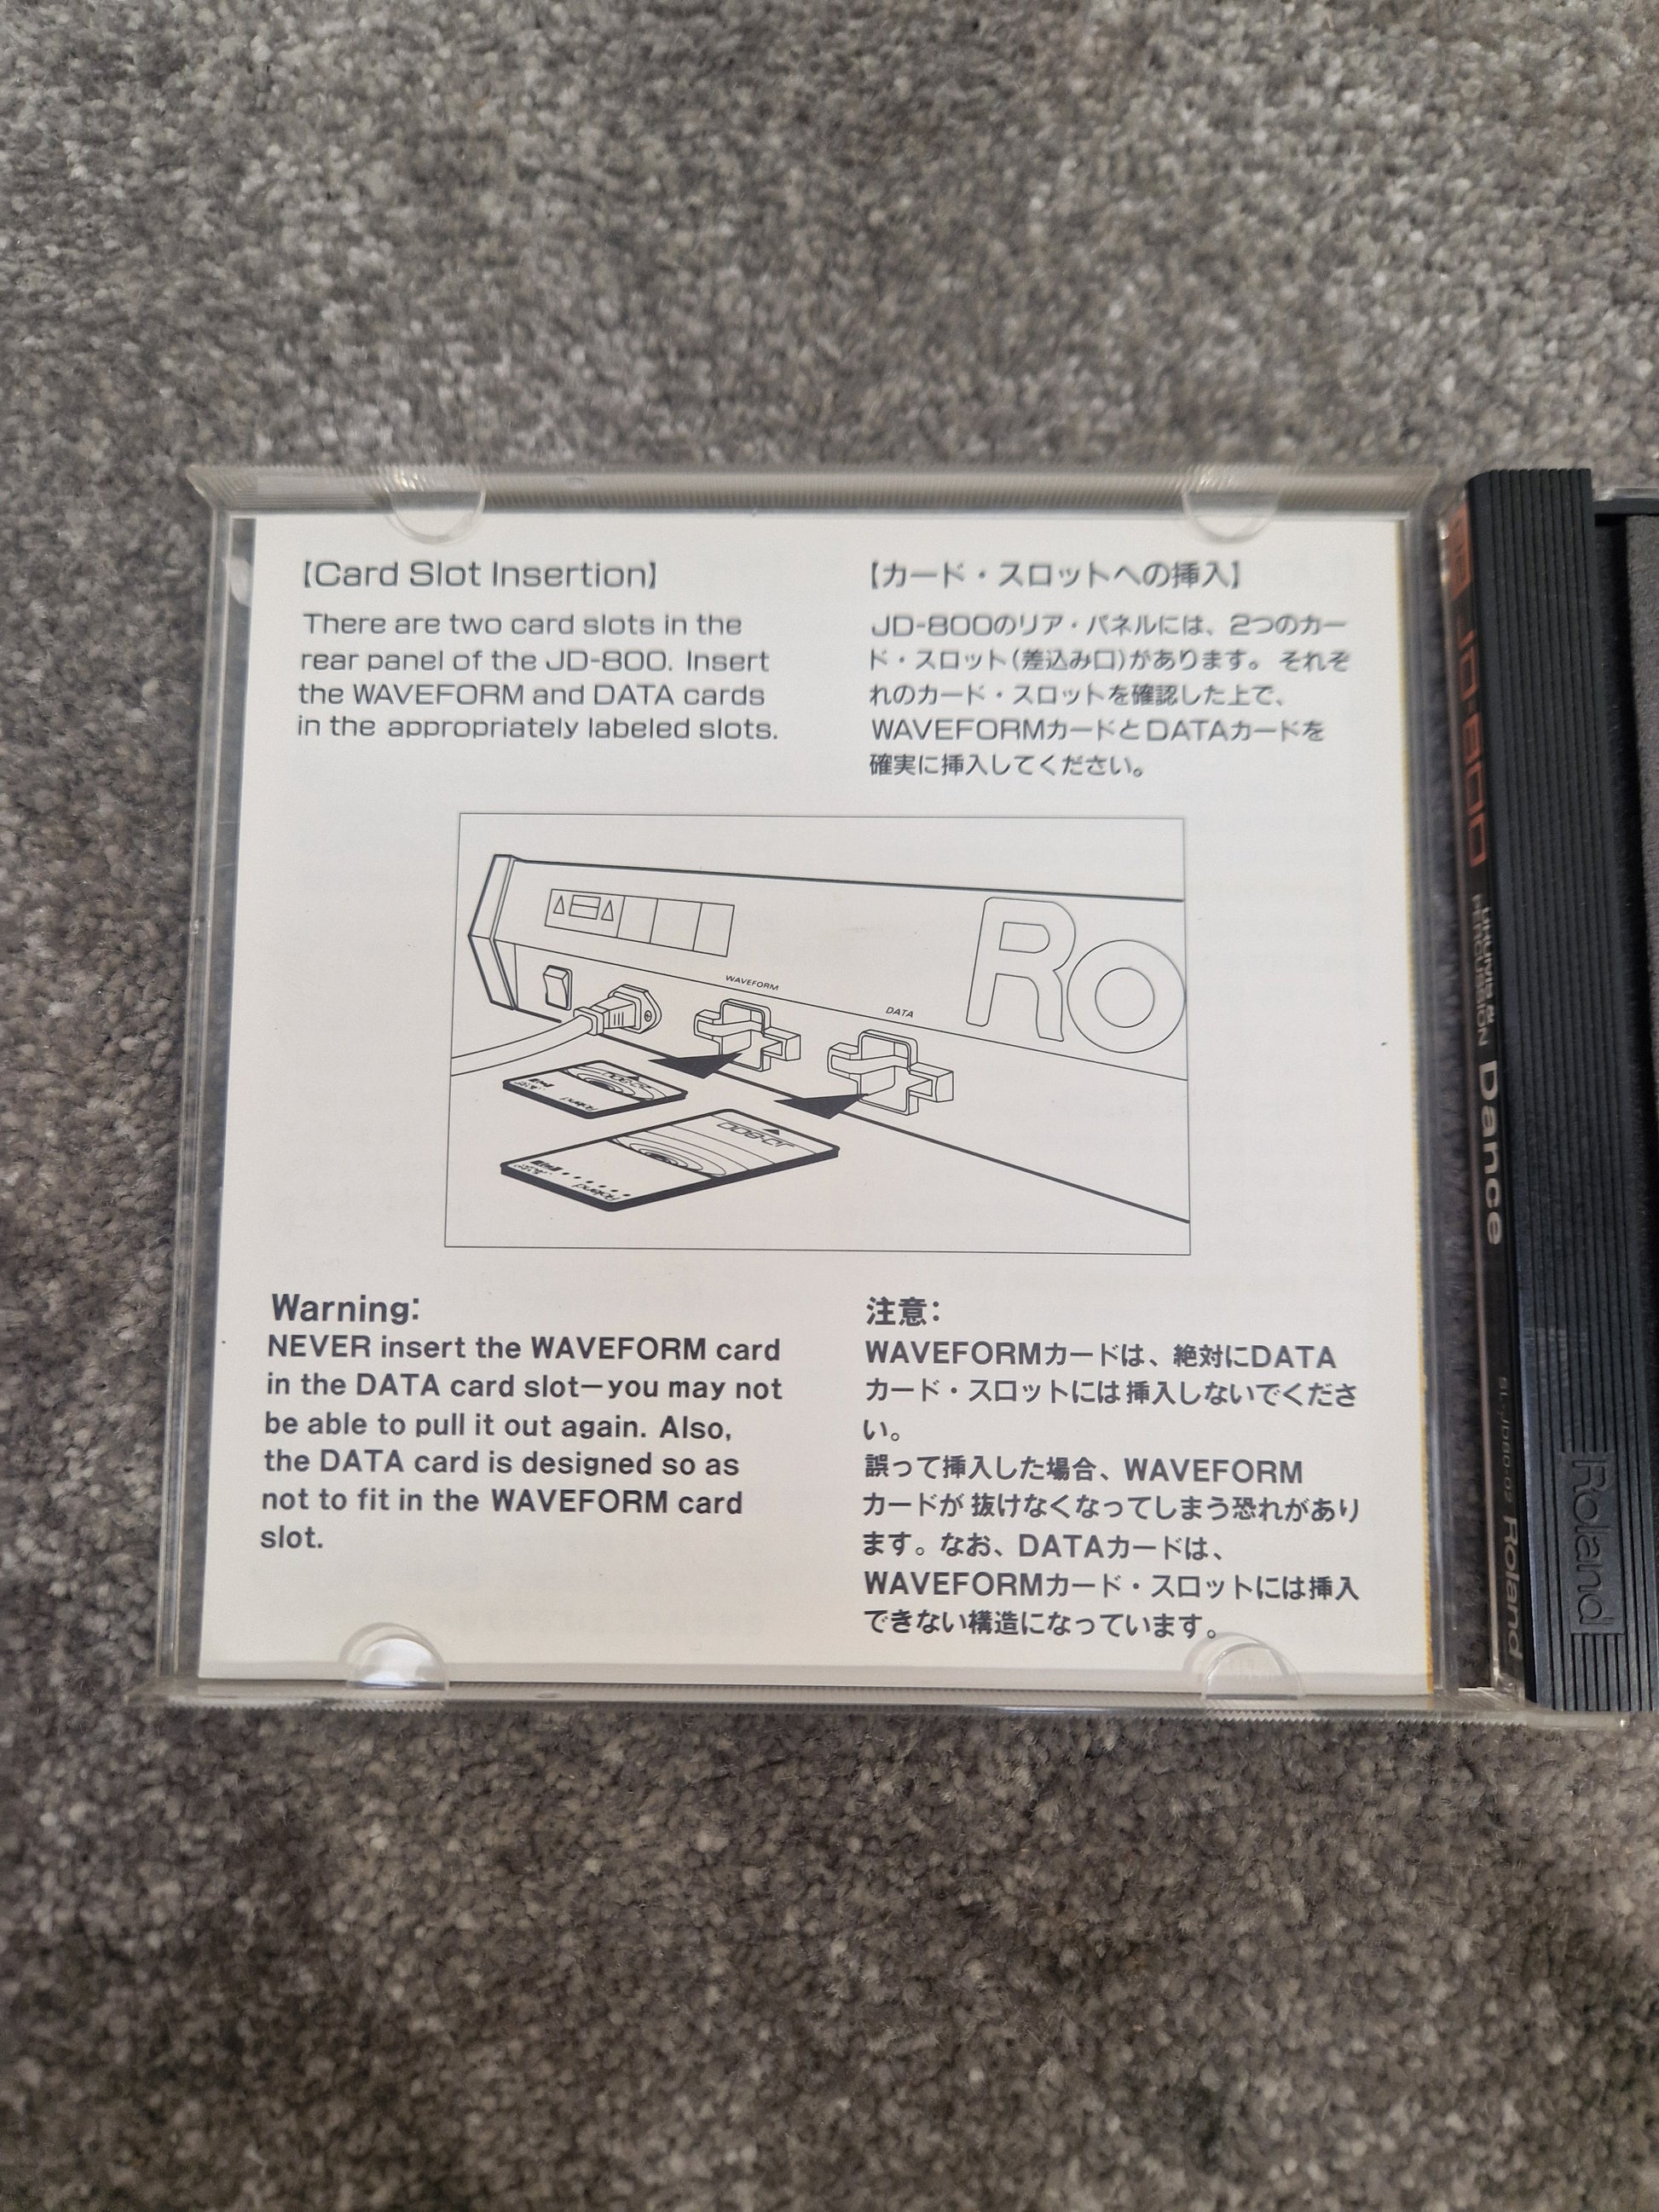 【Card Slot Insertion】
There are two card slots in the
rear panel of the JD-800. Insert
the WAVEFORM and DATA cards
in the appropriately labeled slots.
【カード・スロットへの挿入】
JD-800のリア・パネルには、2つのカー
ド・スロット(差込み口)があります。それぞ
れのカード・スロットを確認した上で、
WAVEFORMカードとDATAカードを
確実に挿入してください。
WAVEFORM
DATA
Ro
JD-800
Roland
JD-800
Roland
Warning:
NEVER insert the WAVEFORM card
in the DATA card slot—you may not
be able to pull it out again. Also,
the DATA card is designed so as
not to fit in the WAVEFORM card
slot.
注意:
WAVEFORMカードは、絶対にDATA
カード・スロットには挿入しないでくださ
い。
誤って挿入した場合、WAVEFORM
カードが抜けなくなってしまう恐れがあり
ます。なお、DATAカードは、
WAVEFORMカード・スロットには挿入
できない構造になっています。
JD-800
DRUMS &
PERCUSSION
Dance
SL-JD80-02
Roland
Roland